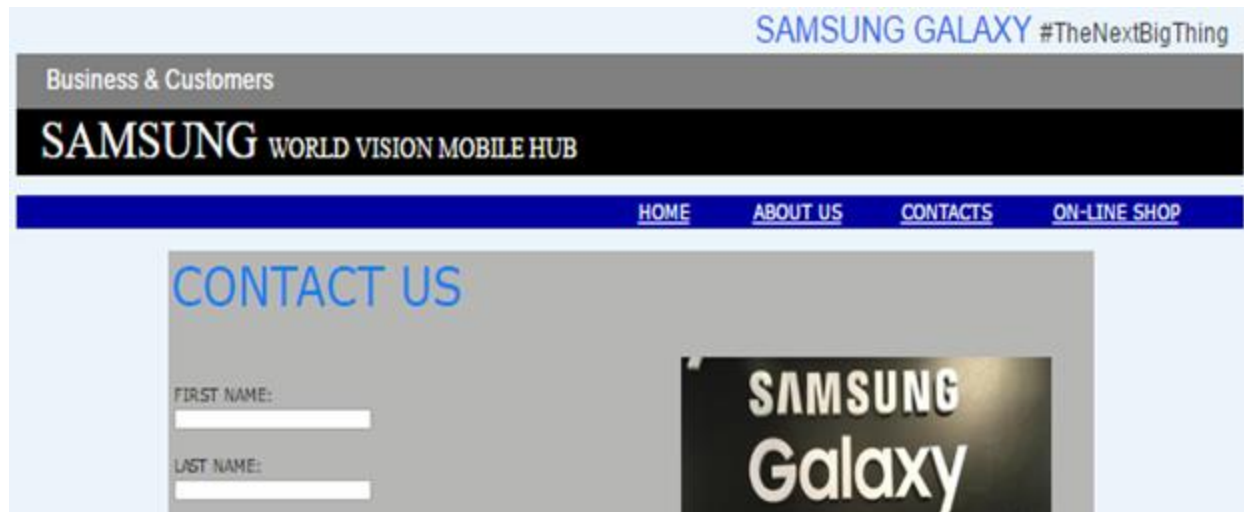 SAMSUNG GALAXY #TheNextBigThing
Business & Customers
SAMSUNG WORLD VISION MOBILE HUB
HOME ABOUT US CONTACTS ON-LINE SHOP
CONTACT US
FIRST NAME:
LAST NAME:
SAMSUNG
Galaxy